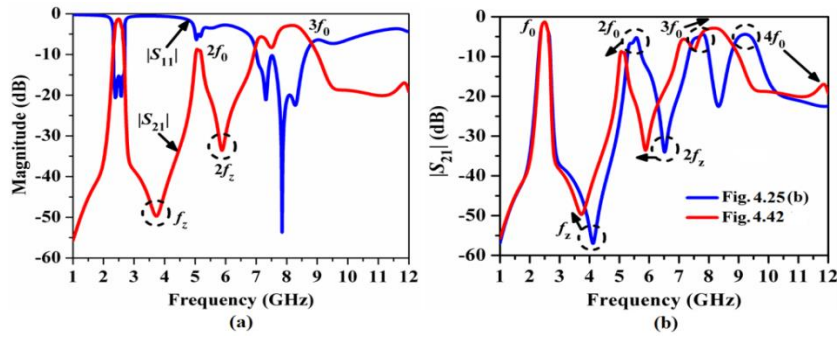 0
-10
-20
-30
-40
-50
-60
Magnitude (dB)
|S11|
2f0
3f0
|S21|
2fz
fz
1 2 3 4 5 6 7 8 9 10 11 12
Frequency (GHz)
(a)
0
-10
-20
-30
-40
-50
-60
|S21| (dB)
f0
2f0
3f0
4f0
2fz
fz
Fig. 4.25 (b)
Fig. 4.42
1 2 3 4 5 6 7 8 9 10 11 12
Frequency (GHz)
(b)